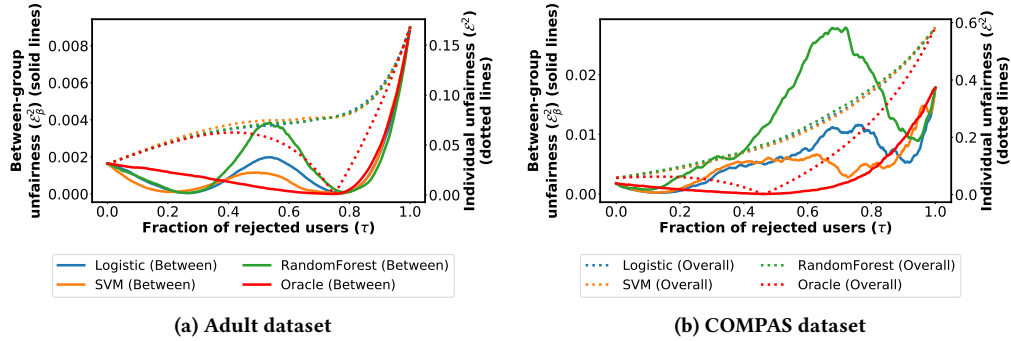 Between-group
unfairness (ℰ²_β) (solid lines)
0.008
0.006
0.004
0.002
0.000
0.15
0.10
0.05
0.00
Individual unfairness (ℰ²)
(dotted lines)
0.0 0.2 0.4 0.6 0.8 1.0
Fraction of rejected users (τ)
Logistic (Between) RandomForest (Between)
SVM (Between) Oracle (Between)
(a) Adult dataset
Between-group
unfairness (ℰ²_β) (solid lines)
0.02
0.01
0.00
0.6
0.4
0.2
0.0
Individual unfairness (ℰ²)
(dotted lines)
0.0 0.2 0.4 0.6 0.8 1.0
Fraction of rejected users (τ)
Logistic (Overall) RandomForest (Overall)
SVM (Overall) Oracle (Overall)
(b) COMPAS dataset